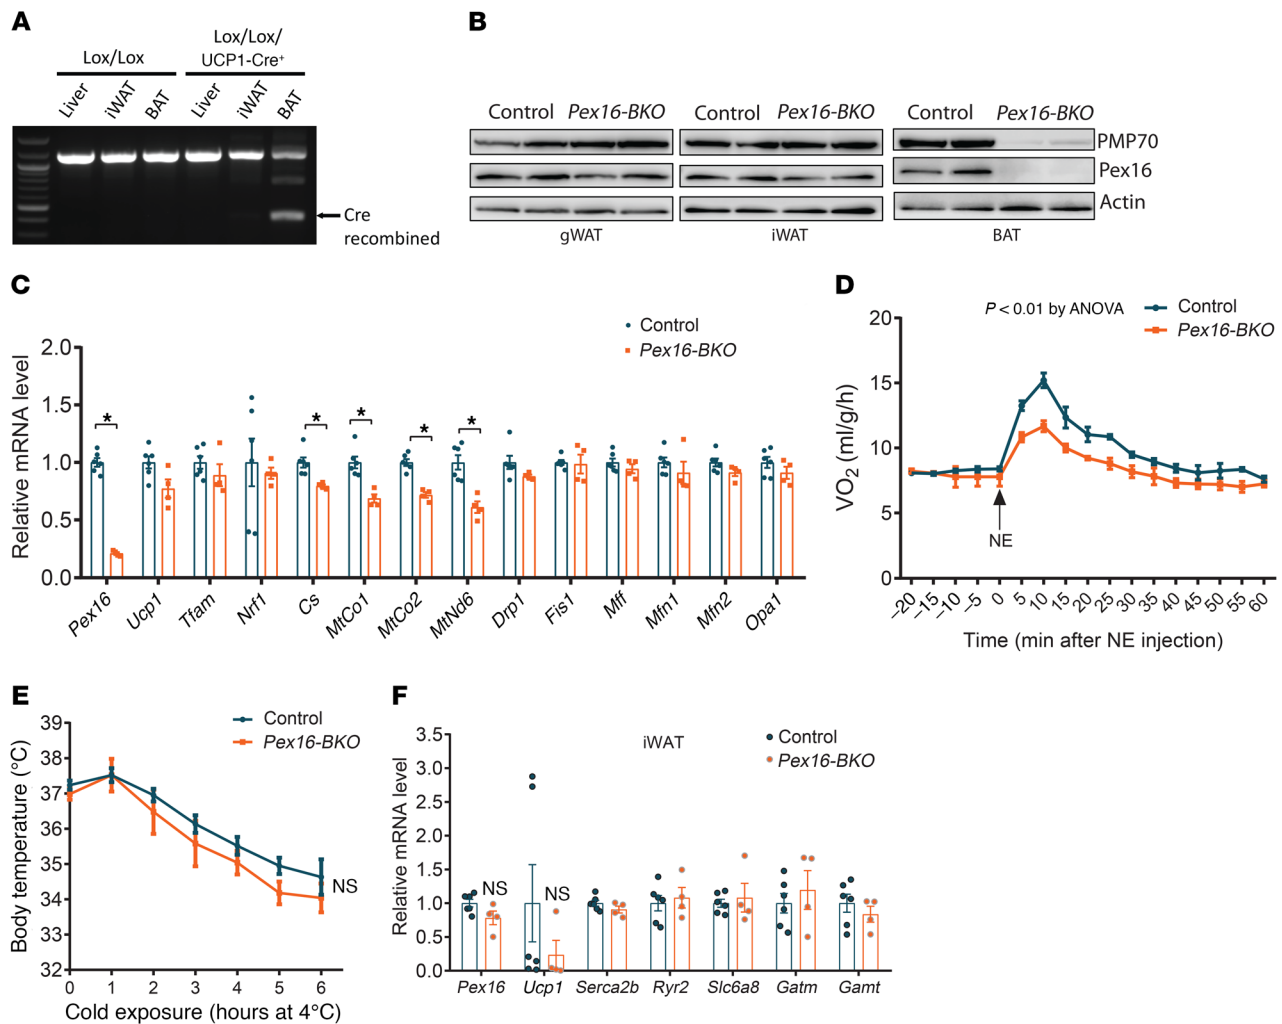 A
Lox/Lox
Lox/Lox/
UCP1-Cre+
Liver
iWAT
BAT
Liver
iWAT
BAT
Cre
recombined
B
Control Pex16-BKO
Control Pex16-BKO
Control Pex16-BKO
PMP70
Pex16
Actin
gWAT
iWAT
BAT
C
Control
Pex16-BKO
Relative mRNA level
2.0
1.5
1.0
0.5
0.0
* * * * *
Pex16 Ucp1 Tfam Nrf1 Cs MtCo1 MtCo2 MtNd6 Drp1 Fis1 Mff Mfn1 Mfn2 Opa1
D
P < 0.01 by ANOVA
Control
Pex16-BKO
VO2 (ml/g/h)
20
15
10
5
0
NE
−20 −15 −10 −5 0 5 10 15 20 25 30 35 40 45 50 55 60
Time (min after NE injection)
E
Control
Pex16-BKO
Body temperature (°C)
39
38
37
36
35
34
33
32
NS
0 1 2 3 4 5 6
Cold exposure (hours at 4°C)
F
iWAT
Control
Pex16-BKO
Relative mRNA level
3.5
3.0
2.5
2.0
1.5
1.0
0.5
0.0
NS
NS
Pex16 Ucp1 Serca2b Ryr2 Slc6a8 Gatm Gamt